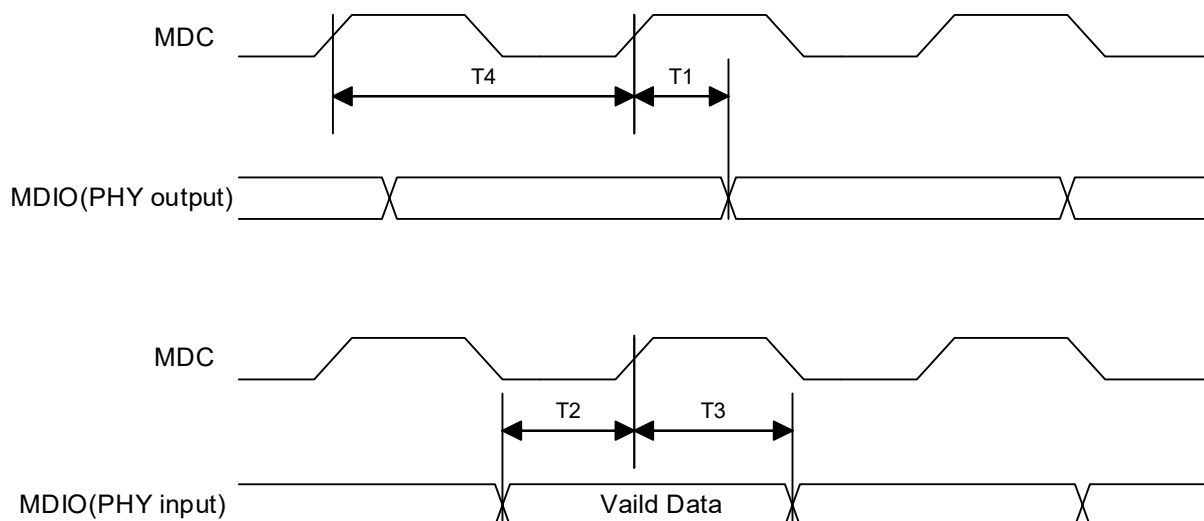 MDC
T4
T1
MDIO(PHY output)
MDC
T2
T3
MDIO(PHY input)
Vaild Data